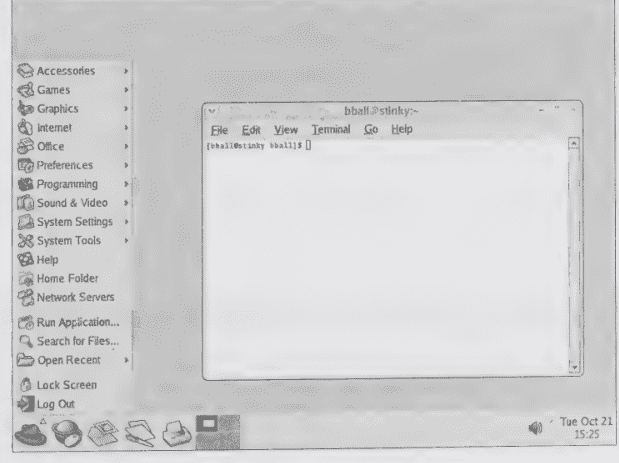 Accessories
Games
Graphics
Internet
Office
Preferences
Programming
Sound & Video
System Settings
System Tools
Help
Home Folder
Network Servers
Run Application...
Search for Files...
Open Recent
Lock Screen
Log Out
bball@stinky:~
File Edit View Terminal Go Help
[bball@stinky bball]$
Tue Oct 21
15:25